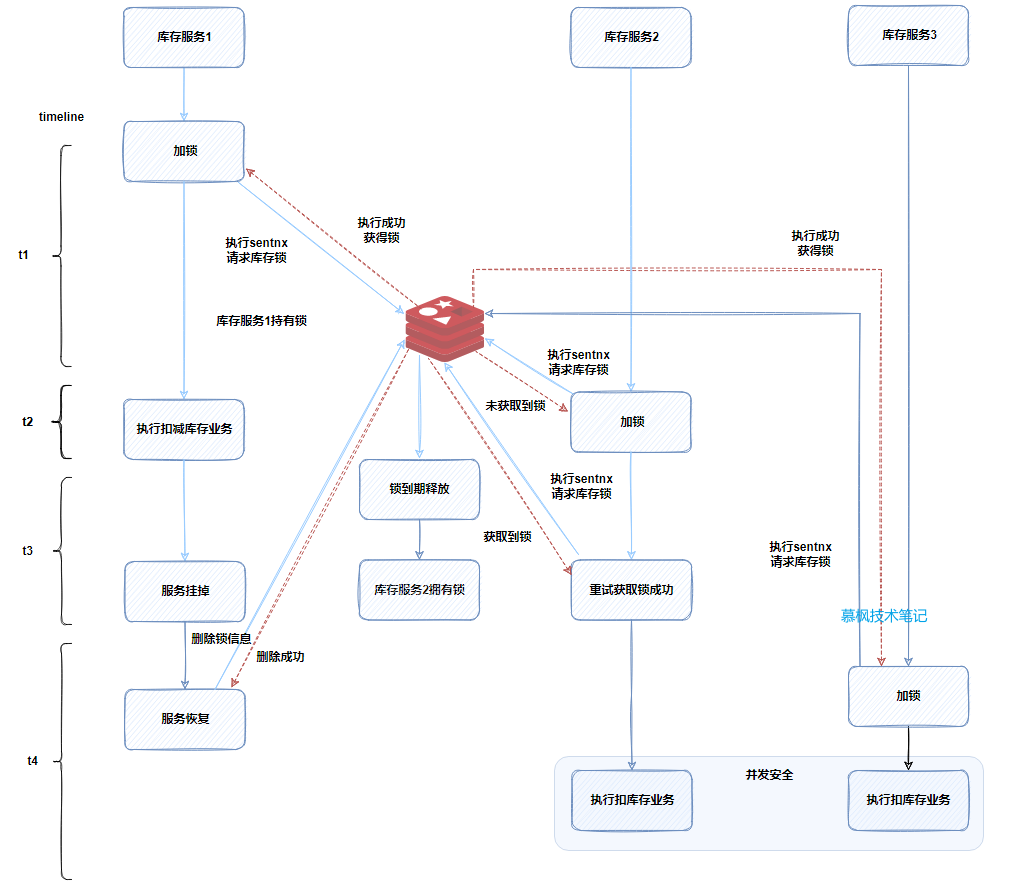 库存服务1
库存服务2
库存服务3
timeline
加锁
t1
执行sentnx
请求库存锁
执行成功
获得锁
执行成功
获得锁
库存服务1持有锁
执行sentnx
请求库存锁
未获取到锁
t2
执行扣减库存业务
加锁
锁到期释放
执行sentnx
请求库存锁
获取到锁
执行sentnx
请求库存锁
t3
服务挂掉
库存服务2拥有锁
重试获取锁成功
慕枫技术笔记
删除锁信息
删除成功
服务恢复
加锁
t4
并发安全
执行扣库存业务
执行扣库存业务